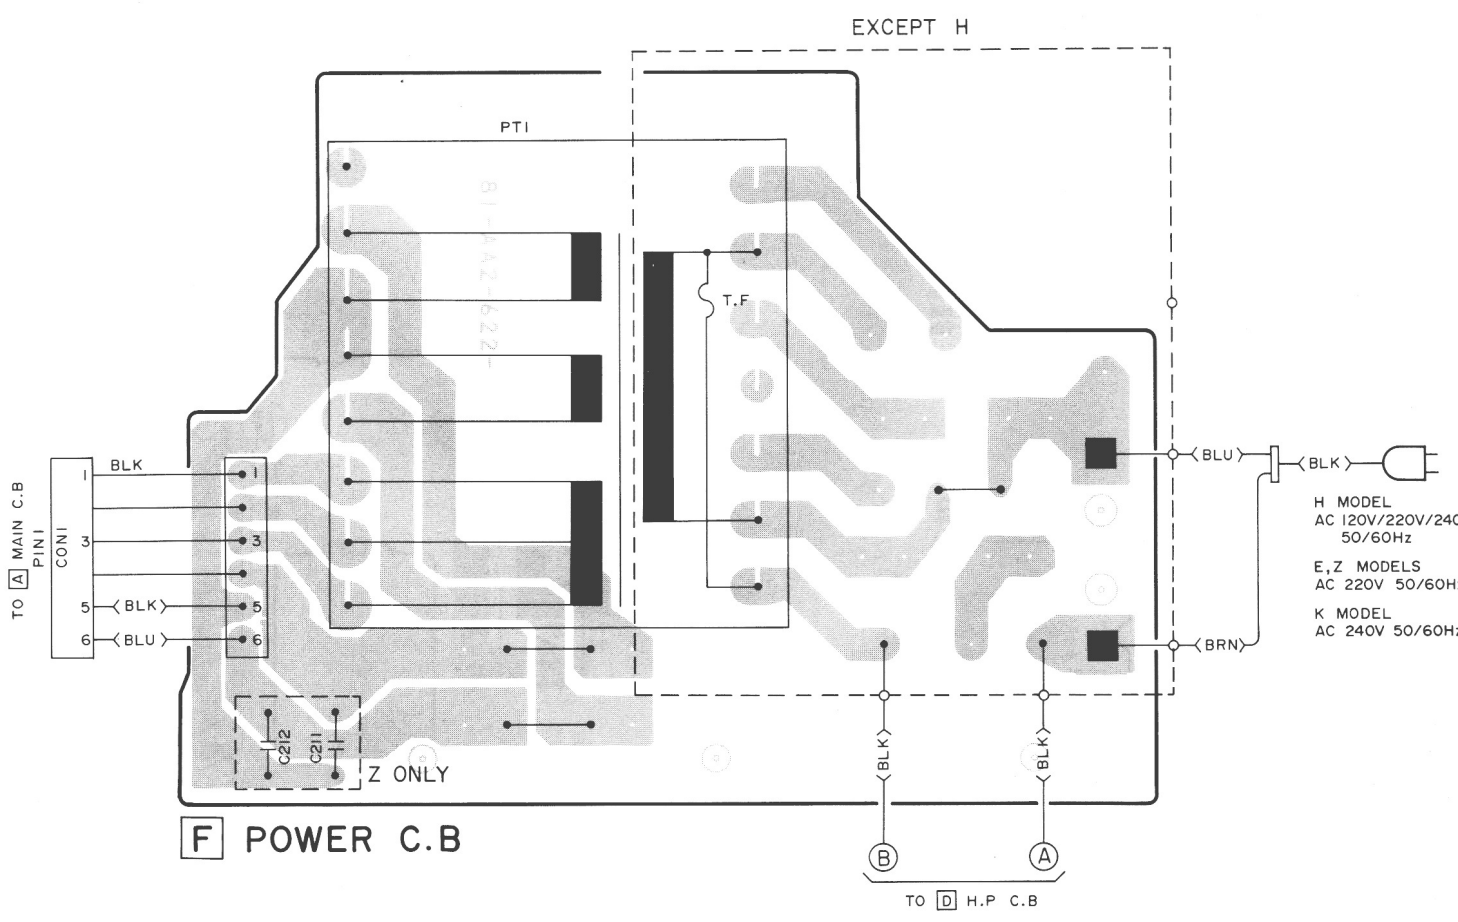 EXCEPT H
PT1
81-AA2-622-
T.F
TO A MAIN C.B
PIN1
CON1
1
BLK
3
5
BLK
6
BLU
1
3
5
6
C212
C211
Z ONLY
BLU
BLK
BRN
H MODEL
AC 120V/220V/240
50/60Hz
E,Z MODELS
AC 220V 50/60Hz
K MODEL
AC 240V 50/60Hz
BLK
BLK
B
A
TO D H.P C.B
F POWER C.B